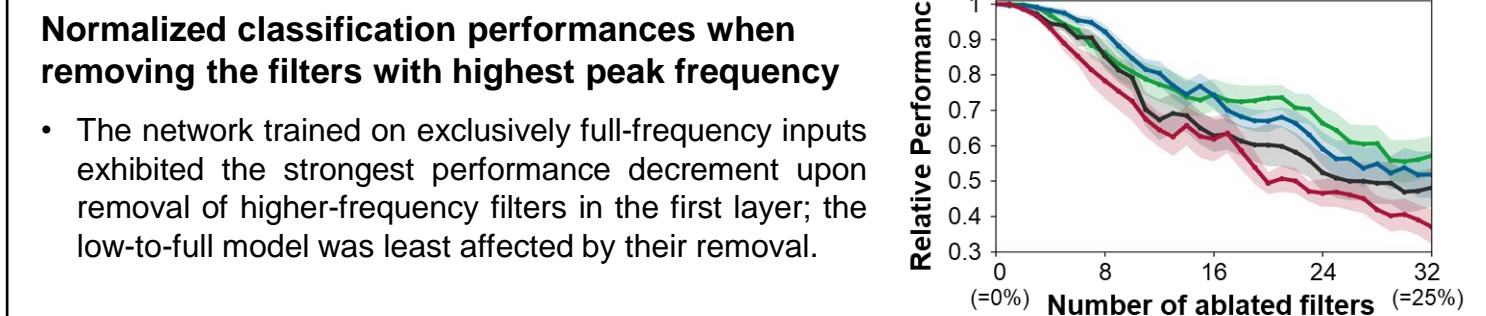 Normalized classification performances when
removing the filters with highest peak frequency
• The network trained on exclusively full-frequency inputs
exhibited the strongest performance decrement upon
removal of higher-frequency filters in the first layer; the
low-to-full model was least affected by their removal.
Relative Performanc
1
0.9
0.8
0.7
0.6
0.5
0.4
0.3
0 8 16 24 32
(=0%) Number of ablated filters (=25%)